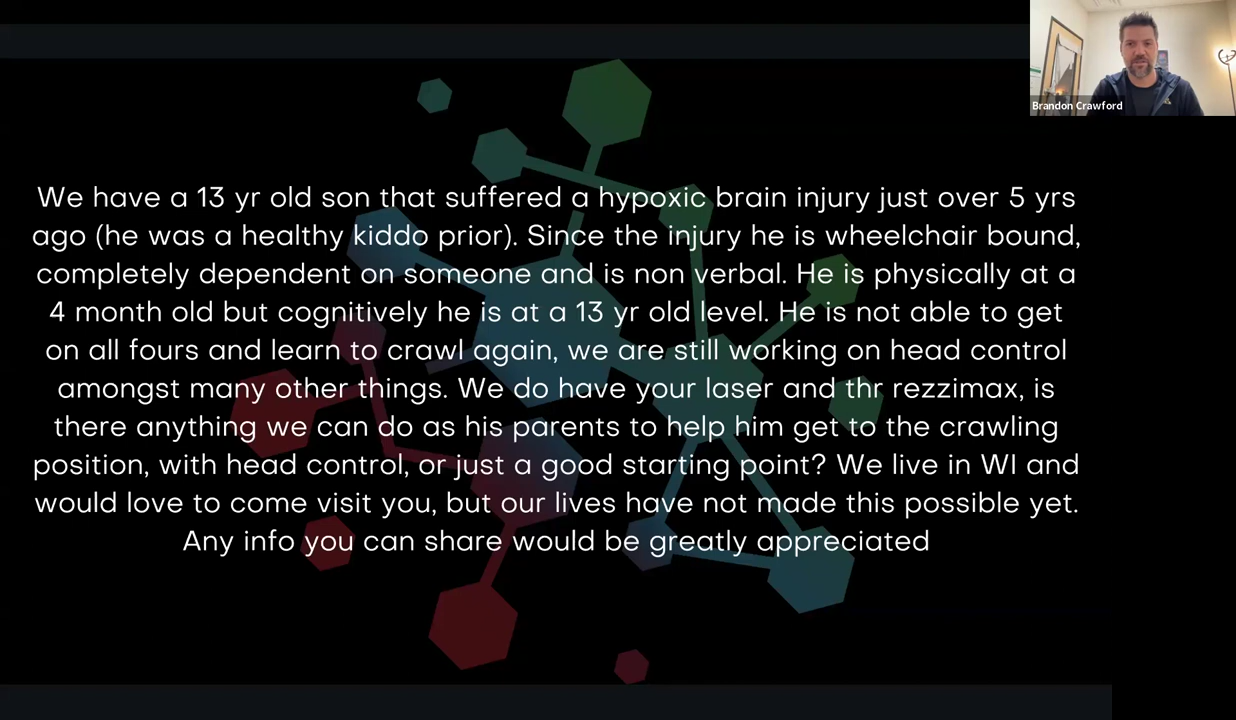 Brandon Crawford
We have a 13 yr old son that suffered a hypoxic brain injury just over 5 yrs
ago (he was a healthy kiddo prior). Since the injury he is wheelchair bound,
completely dependent on someone and is non verbal. He is physically at a
4 month old but cognitively he is at a 13 yr old level. He is not able to get
on all fours and learn to crawl again, we are still working on head control
amongst many other things. We do have your laser and thr rezzimax, is
there anything we can do as his parents to help him get to the crawling
position, with head control, or just a good starting point? We live in WI and
would love to come visit you, but our lives have not made this possible yet.
Any info you can share would be greatly appreciated